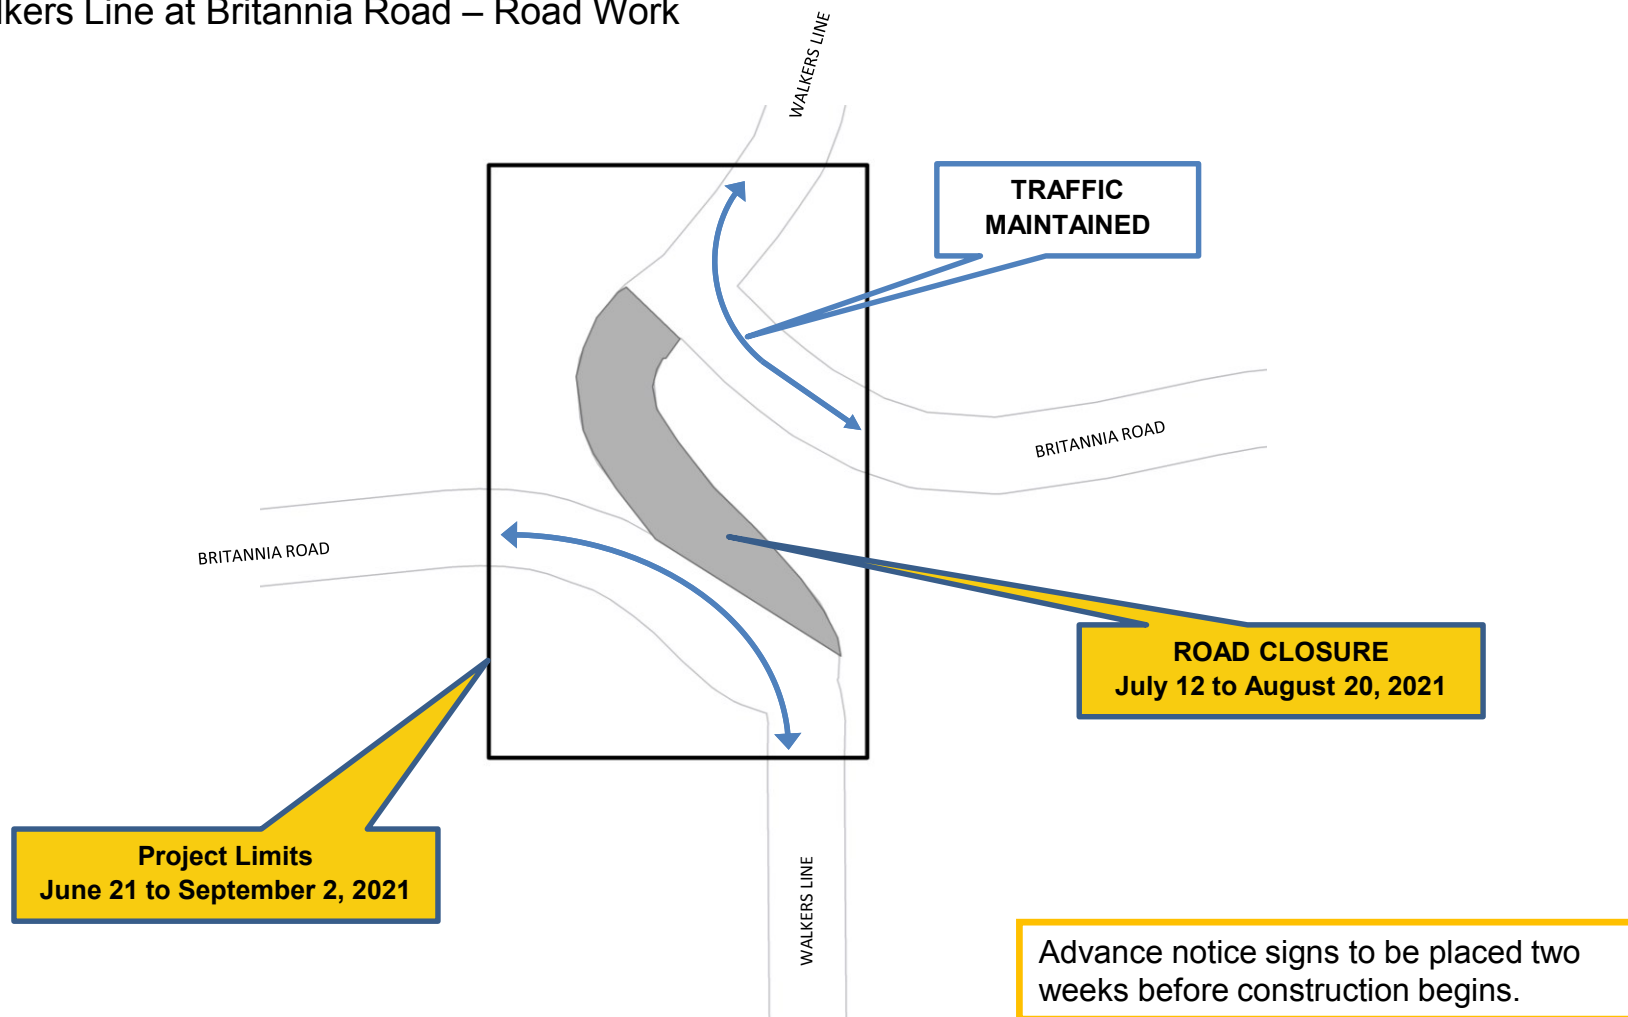 lkers Line at Britannia Road – Road Work
WALKERS LINE
TRAFFIC
MAINTAINED
BRITANNIA ROAD
BRITANNIA ROAD
ROAD CLOSURE
July 12 to August 20, 2021
Project Limits
June 21 to September 2, 2021
WALKERS LINE
Advance notice signs to be placed two
weeks before construction begins.